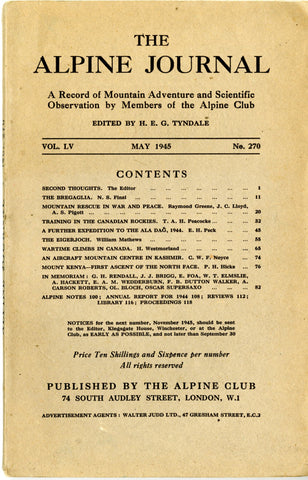 THE
ALPINE JOURNAL
A Record of Mountain Adventure and Scientific
Observation by Members of the Alpine Club
EDITED BY H. E. G. TYNDALE
VOL. LV MAY 1945 No. 270
CONTENTS
SECOND THOUGHTS. The Editor ... 1
THE BREGAGLIA. N. S. Finzi ... 11
MOUNTAIN RESCUE IN WAR AND PEACE. Raymond Greene, J. C. Lloyd,
A. S. Pigott ... 20
TRAINING IN THE CANADIAN ROCKIES. T. A. H. Peacocke ... 32
A FURTHER EXPEDITION TO THE ALA DAĞ, 1944. E. H. Peck ... 45
THE EIGERJOCH. William Mathews ... 58
WARTIME CLIMBS IN CANADA. H. Westmorland ... 65
AN AIRCRAFT MOUNTAIN CENTRE IN KASHMIR. C. W. F. Noyce ... 74
MOUNT KENYA—FIRST ASCENT OF THE NORTH FACE. P. H. Hicks ... 76
IN MEMORIAM : G. H. RENDALL, J. J. BRIGG, E. FOA, W. T. ELMSLIE,
A. HACKETT, E. A. M. WEDDERBURN, P. B. DUTTON WALKER, A.
CARSON ROBERTS, OL. BLOCH, OSCAR SUPERSAXO 82
ALPINE NOTES 100 ; ANNUAL REPORT FOR 1944 108 ; REVIEWS 112 ;
LIBRARY 116 ; PROCEEDINGS 118
NOTICES for the next number, November 1945, should be sent
to the Editor, Kingsgate House, Winchester, or at the Alpine
Club, as EARLY AS POSSIBLE, and not later than September 30
Price Ten Shillings and Sixpence per number
All rights reserved
PUBLISHED BY THE ALPINE CLUB
74 SOUTH AUDLEY STREET, LONDON, W.1
ADVERTISEMENT AGENTS : WALTER JUDD LTD., 47 GRESHAM STREET, E.C.2